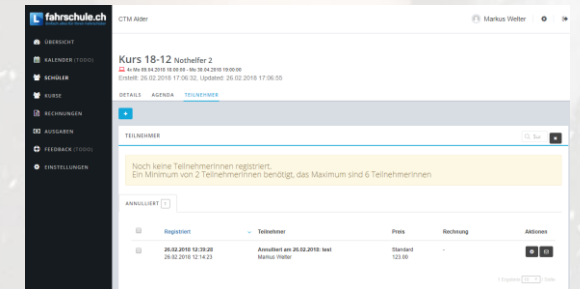 fahrschule.ch
CTM Alder
Markus Welter
ÜBERSICHT
KALENDER (TODO)
SCHÜLER
KURSE
RECHNUNGEN
AUSGABEN
FEEDBACK (TODO)
EINSTELLUNGEN
Kurs 18-12 Nothelfer 2
Erstellt: 26.02.2018 17:06:32, Updated: 26.02.2018 17:06:55
DETAILS AGENDA TEILNEHMER
+
TEILNEHMER
Noch keine TeilnehmerInnen registriert.
Ein Minimum von 2 TeilnehmerInnen benötigt, das Maximum sind 6 TeilnehmerInnen
ANNULLIERT
Registriert Teilnehmer Preis Rechnung Aktionen
26.02.2018 12:39:20 Annulliert am 26.02.2018: test Standard -
26.02.2018 12:14:23 Markus Walter 123.00